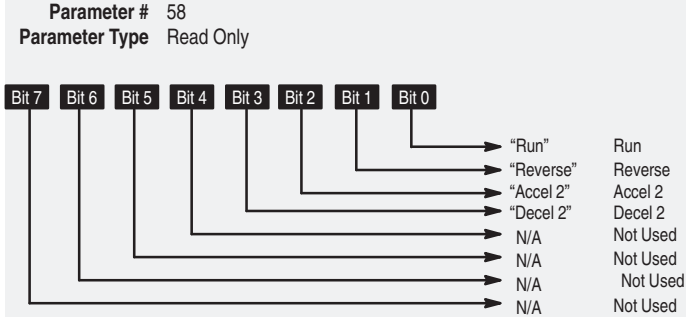 Parameter # 58
Parameter Type Read Only
Bit 7 Bit 6 Bit 5 Bit 4 Bit 3 Bit 2 Bit 1 Bit 0
“Run” Run
“Reverse” Reverse
“Accel 2” Accel 2
“Decel 2” Decel 2
N/A Not Used
N/A Not Used
N/A Not Used
N/A Not Used